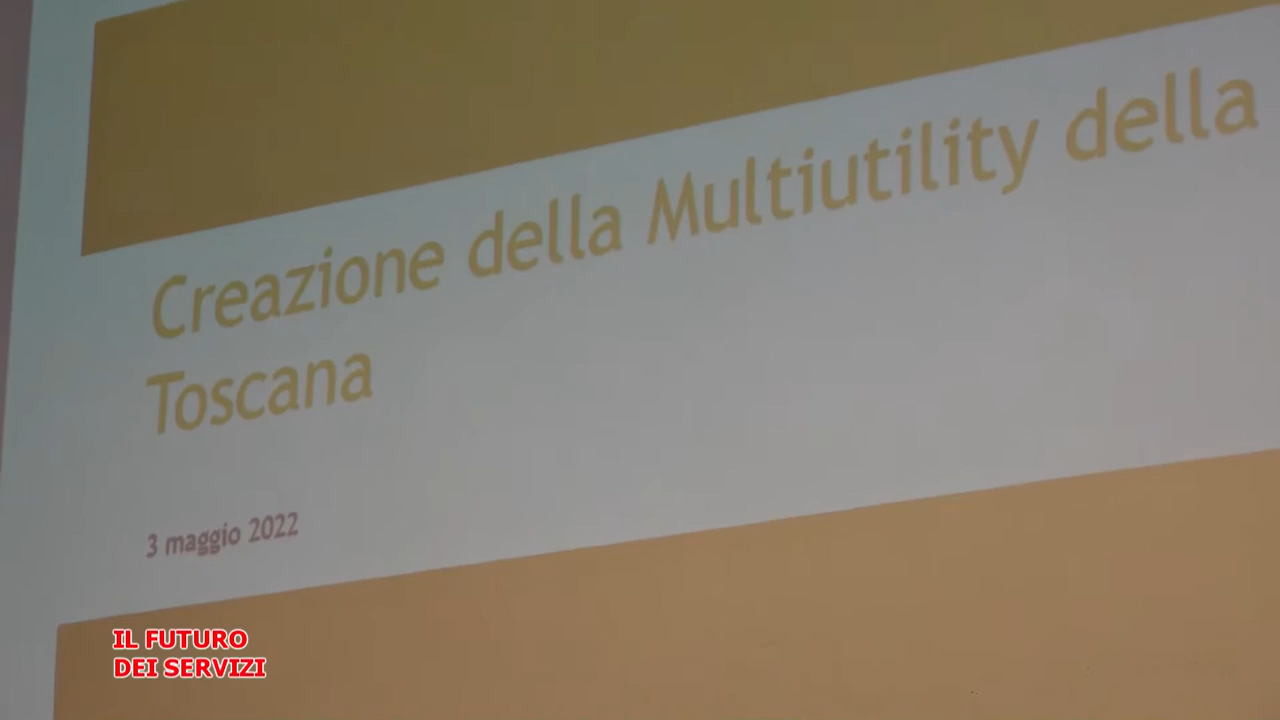 Creazione della Multiutility della
Toscana
3 maggio 2022
IL FUTURO
DEI SERVIZI